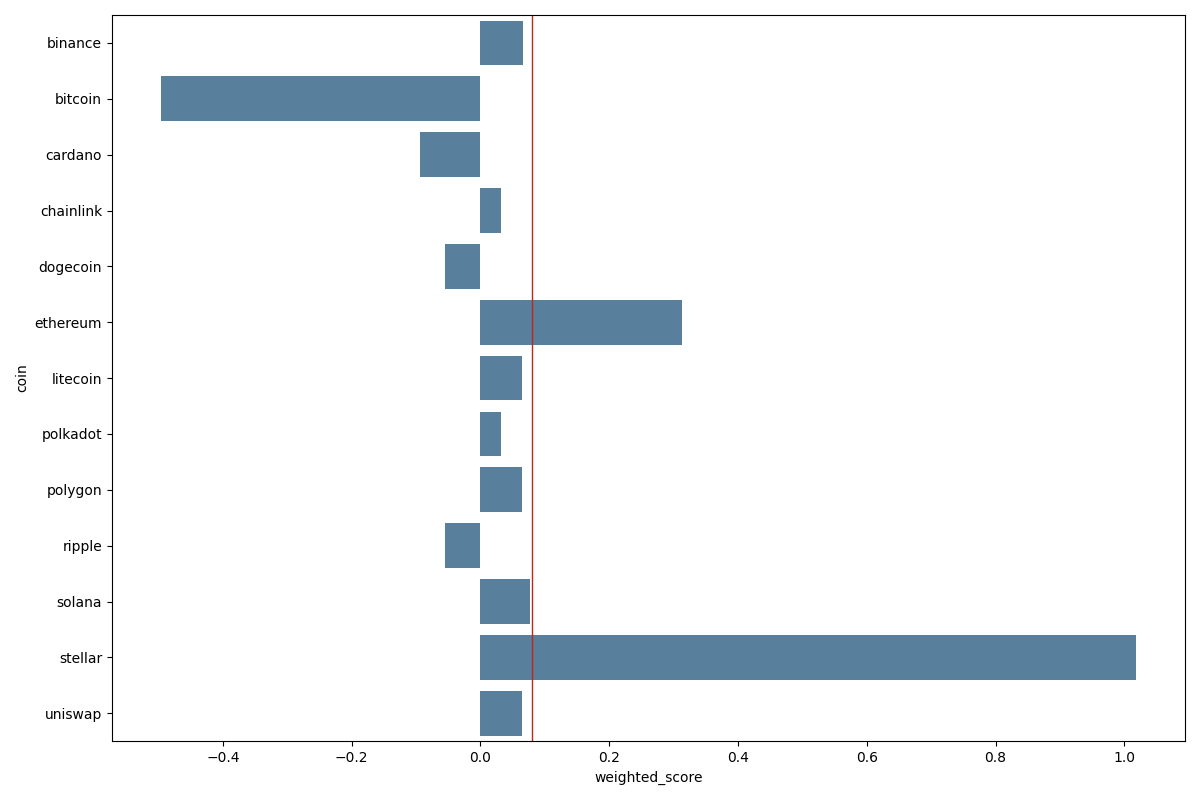 binance
bitcoin
cardano
chainlink
dogecoin
ethereum
litecoin
polkadot
polygon
ripple
solana
stellar
uniswap
coin
−0.4 −0.2 0.0 0.2 0.4 0.6 0.8 1.0
weighted_score